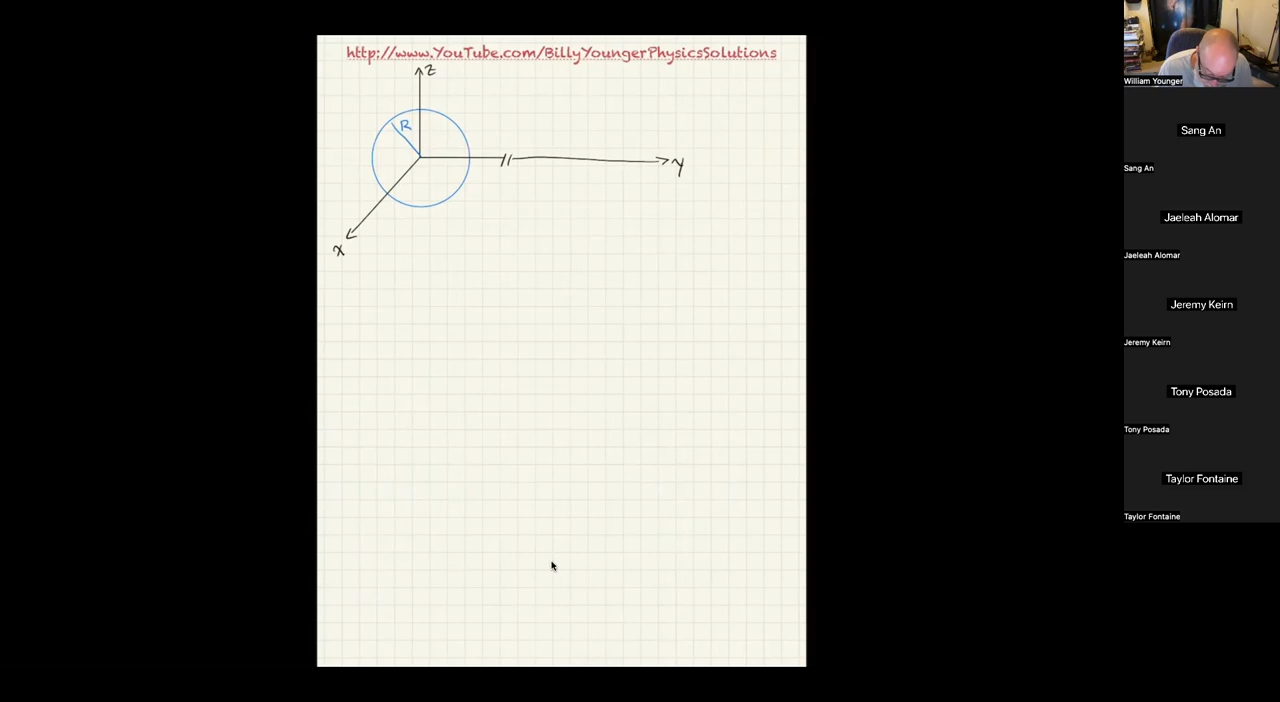 http://www.YouTube.com/BillyYoungerPhysicsSolutions
z
R
y
x
William Younger
Sang An
Sang An
Jaeleah Alomar
Jaeleah Alomar
Jeremy Keirn
Jeremy Keirn
Tony Posada
Tony Posada
Taylor Fontaine
Taylor Fontaine